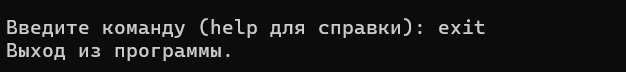 Введите команду (help для справки): exit
Выход из программы.